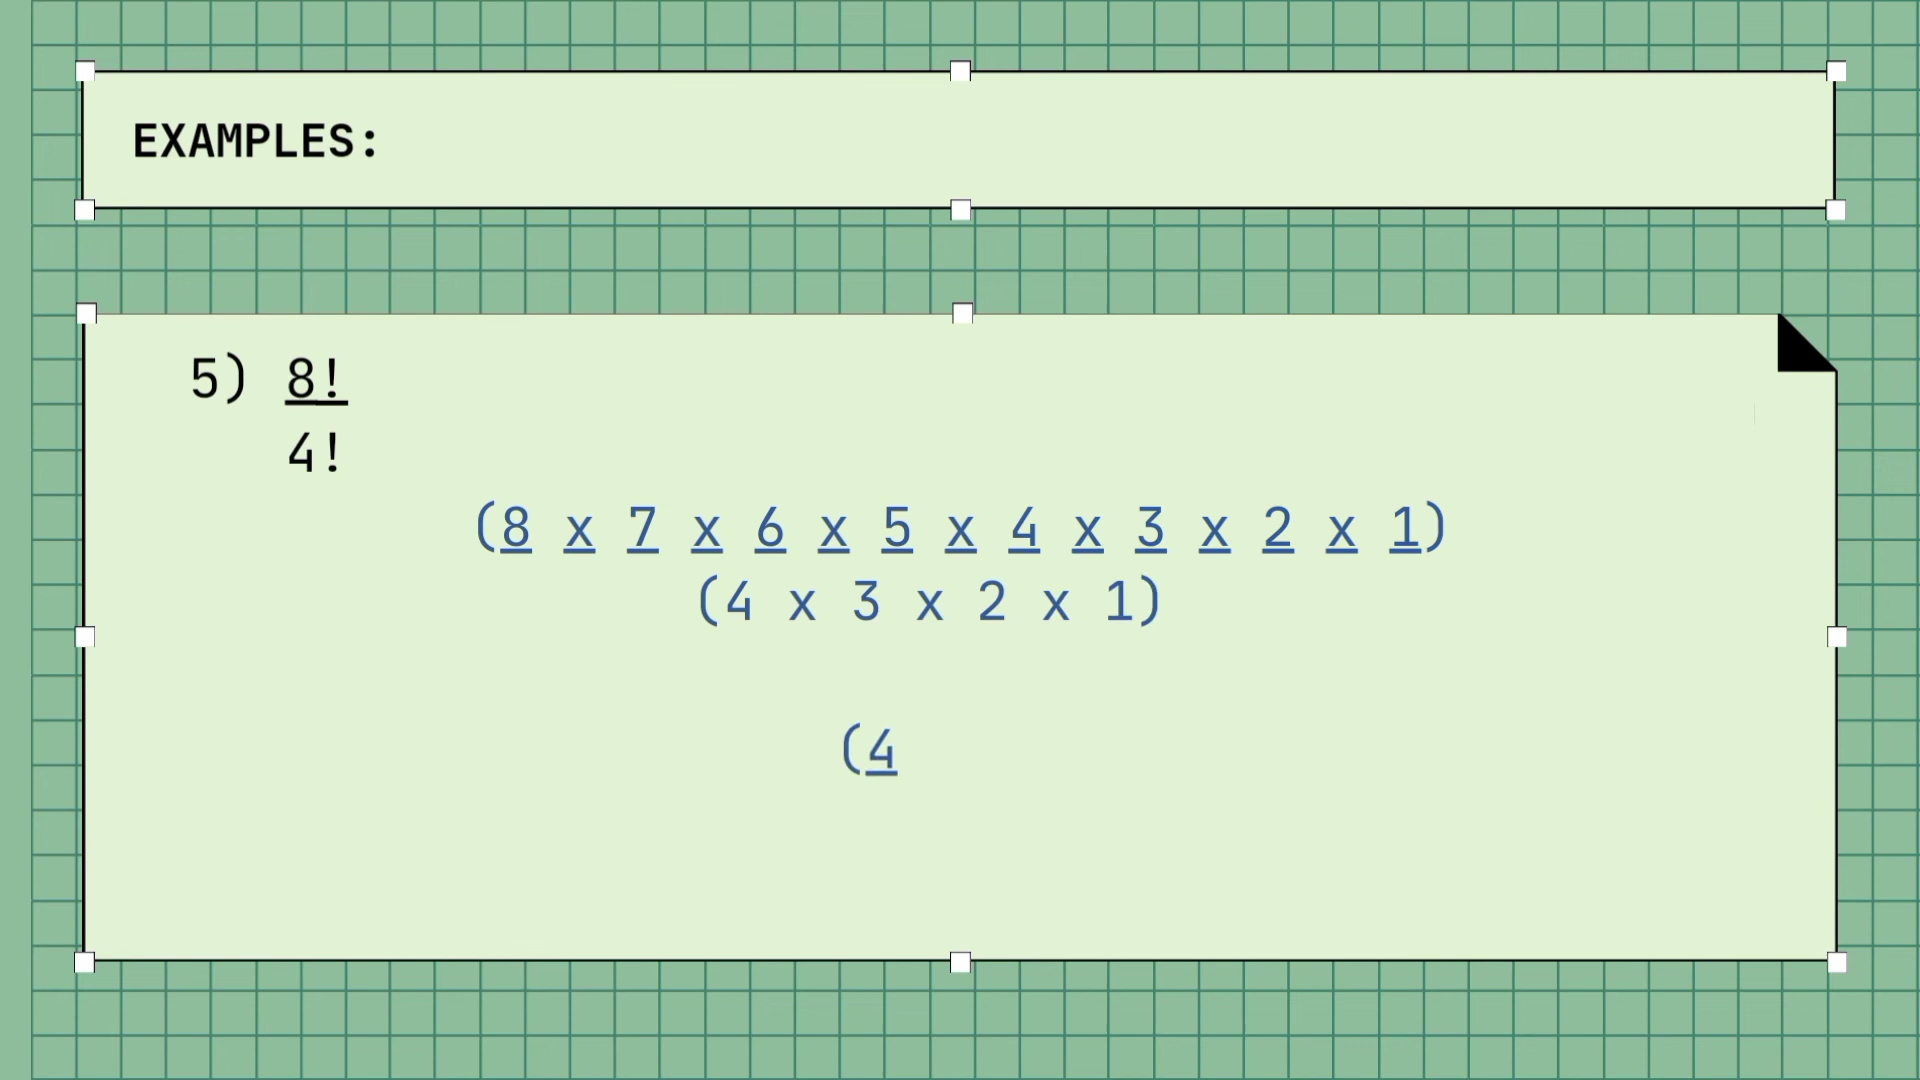 EXAMPLES:
5) 8!
4!
(8 x 7 x 6 x 5 x 4 x 3 x 2 x 1)
(4 x 3 x 2 x 1)
(4